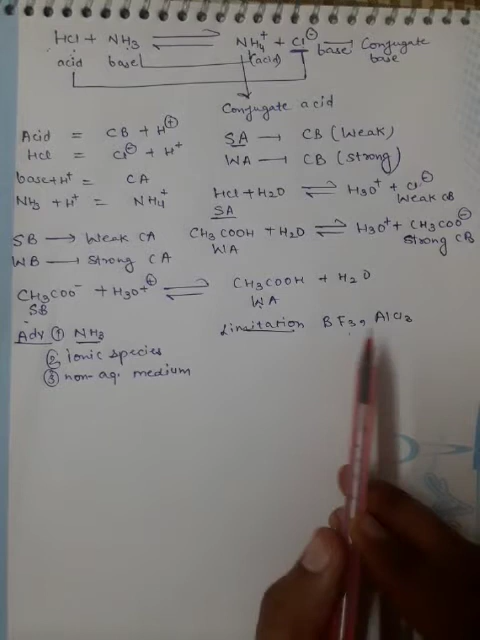 HCl + NH3 ⇌ NH4⁺ + Cl⊖ base → Conjugate base
acid base (acid)
Conjugate acid
Acid = CB + H⊕
HCl = Cl⊖ + H⁺
base + H⁺ = CA
NH3 + H⁺ = NH4⁺
SA → CB (Weak)
WA → CB (strong)
HCl + H2O ⇌ H3O⁺ + Cl⊖
SA Weak CB
SB → Weak CA
WB → strong CA
CH3COOH + H2O ⇌ H3O⁺ + CH3COO⊖
WA Strong CB
CH3COO⁻ + H3O⊕ ⇌ CH3COOH + H2O
SB WA
Adv ① NH3
② ionic species
③ non-aq. medium
Limitation BF3, AlCl3